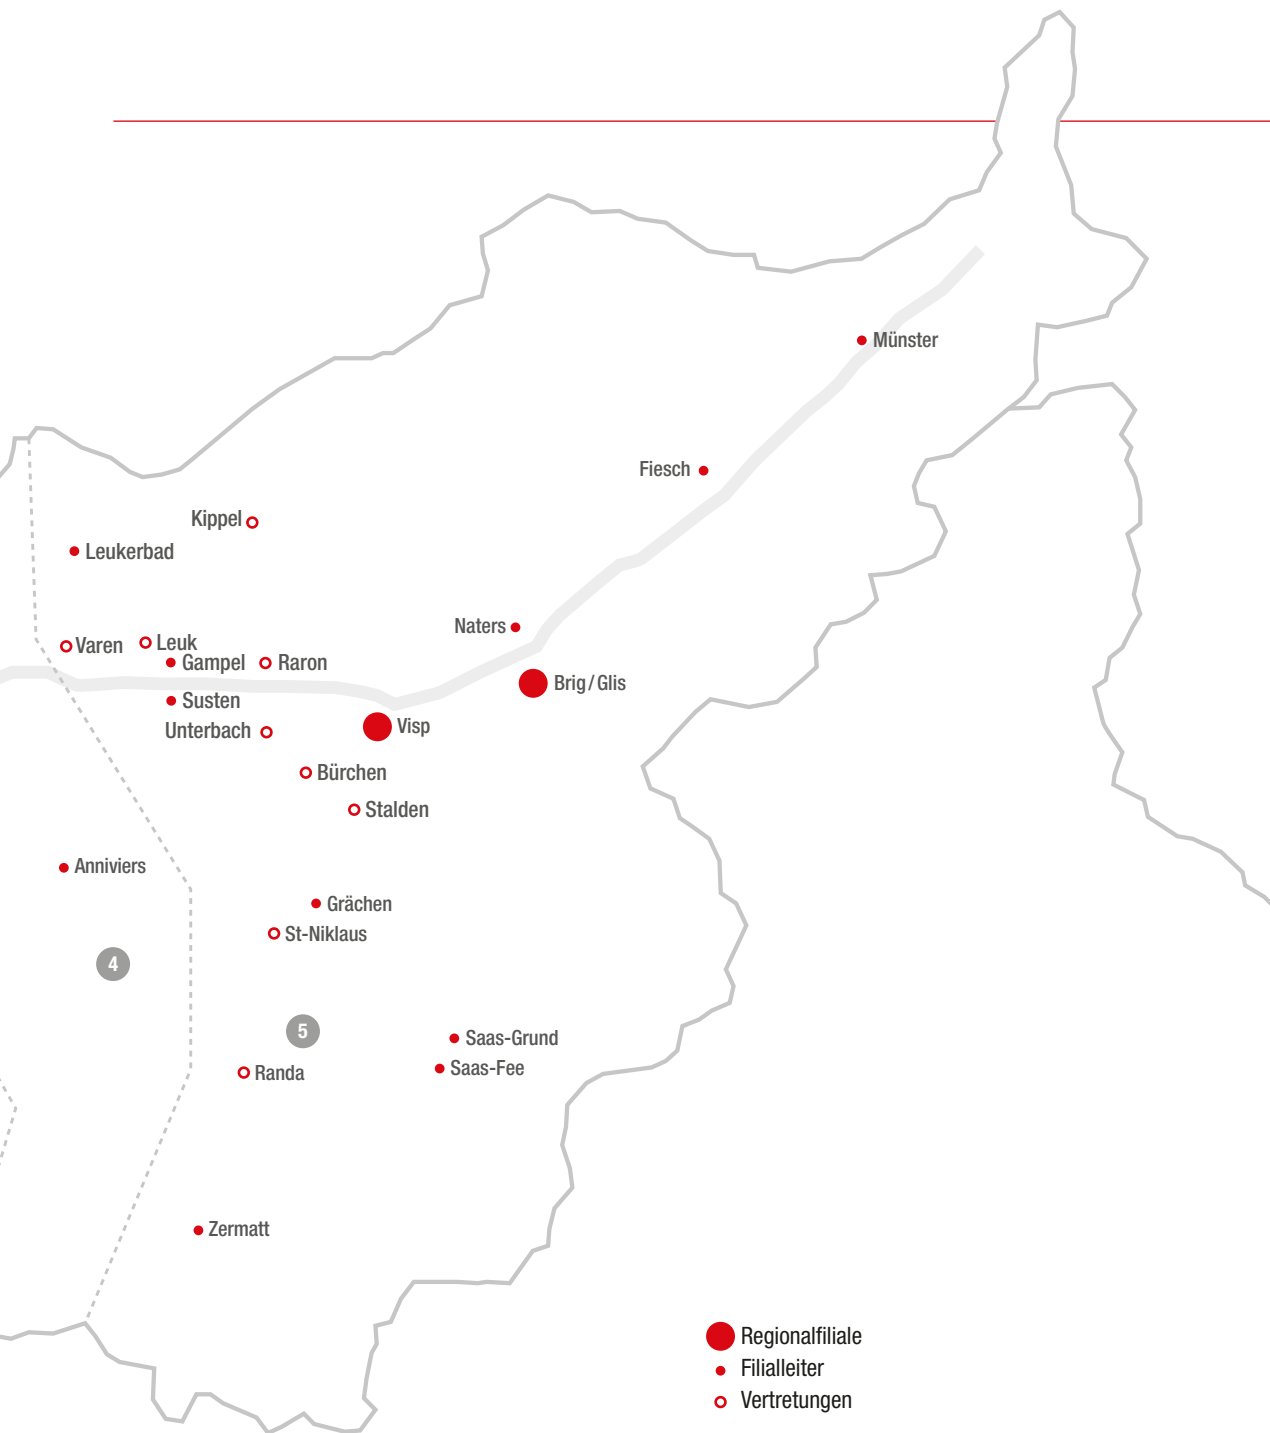 Münster
Fiesch
Kippel
Leukerbad
Naters
Varen
Leuk
Gampel
Raron
Brig / Glis
Susten
Unterbach
Visp
Bürchen
Stalden
Anniviers
Grächen
St-Niklaus
4
5
Saas-Grund
Saas-Fee
Randa
Zermatt
Regionalfiliale
Filialleiter
Vertretungen